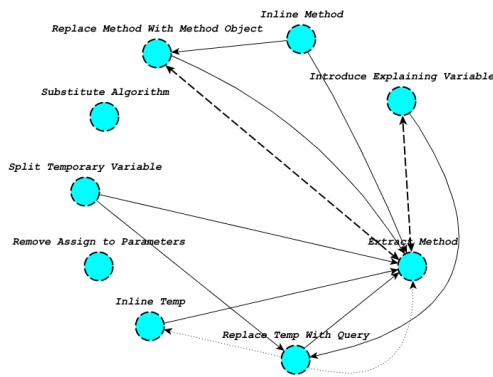 Inline Method
Replace Method With Method Object
Introduce Explaining Variable
Substitute Algorithm
Split Temporary Variable
Remove Assign to Parameters
Extract Method
Inline Temp
Replace Temp With Query